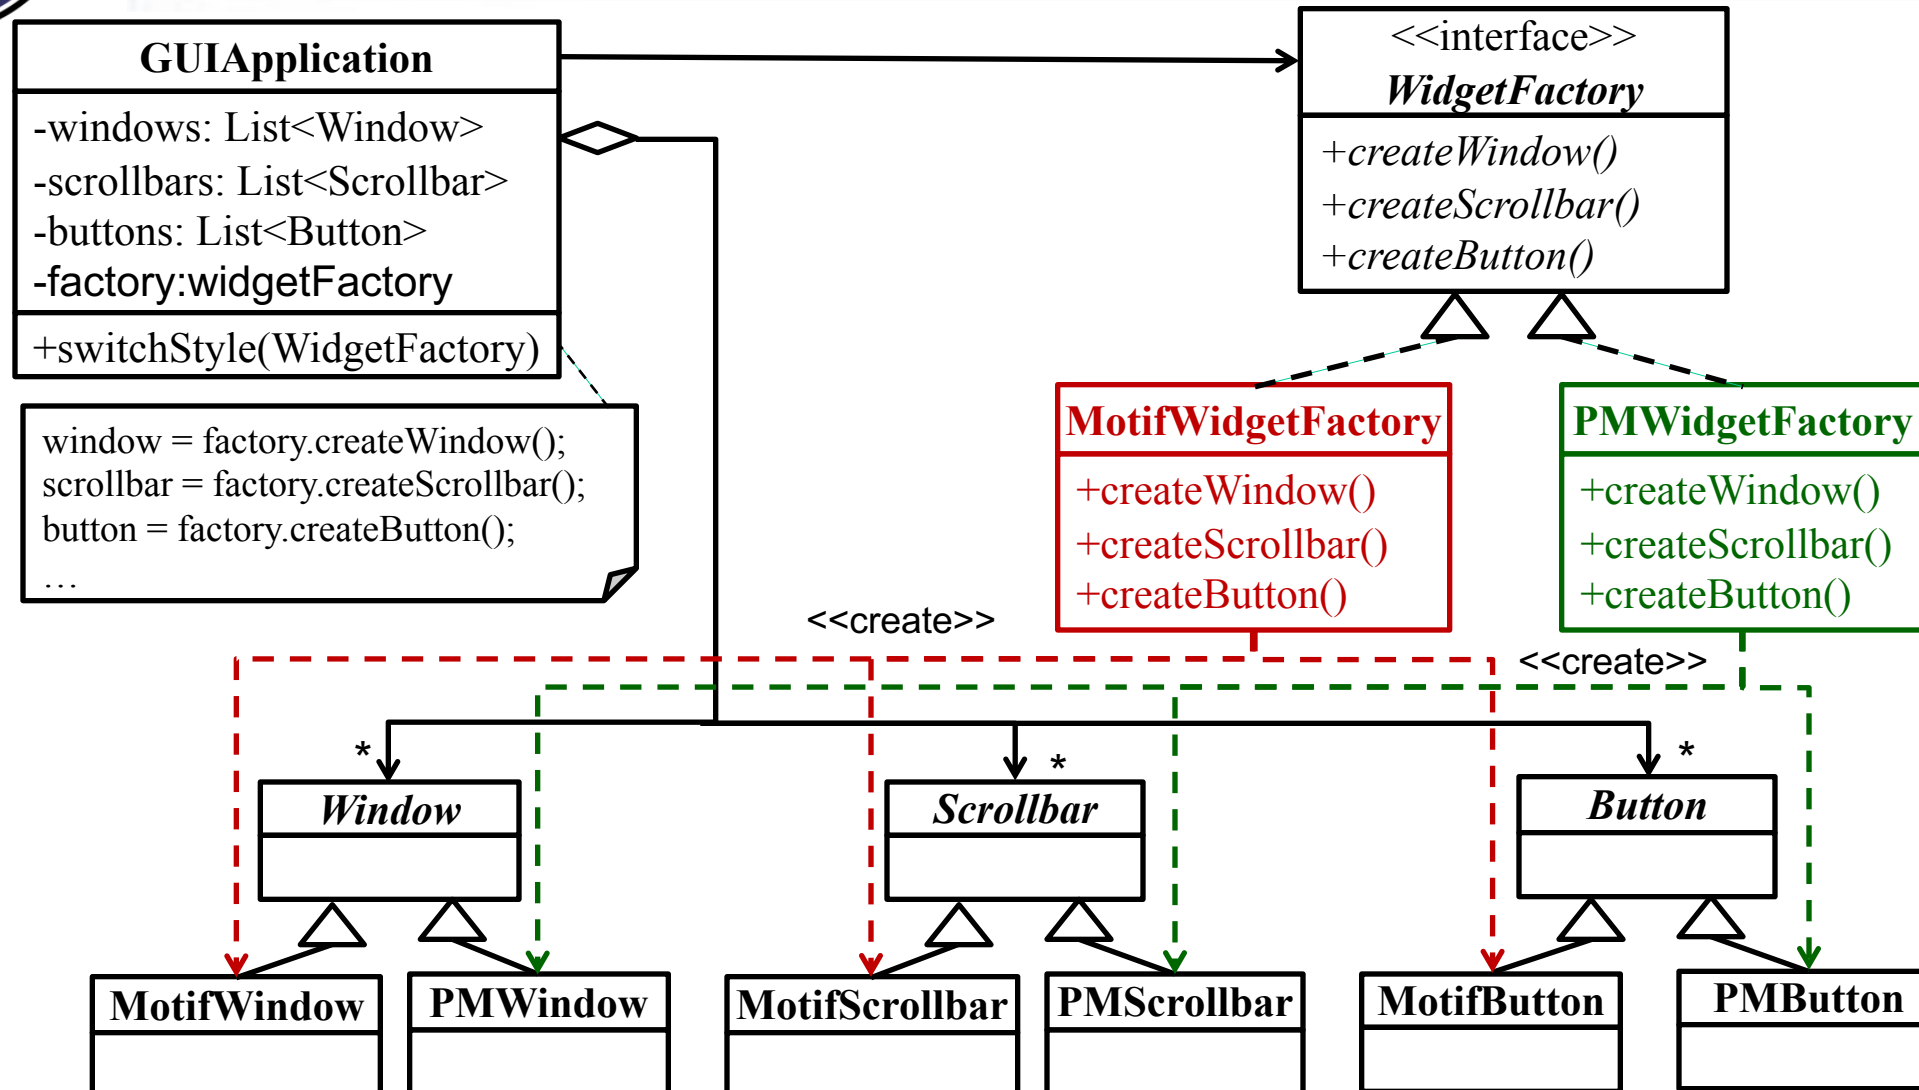 GUIApplication
-windows: List<Window>
-scrollbars: List<Scrollbar>
-buttons: List<Button>
-factory:widgetFactory
+switchStyle(WidgetFactory)
window = factory.createWindow();
scrollbar = factory.createScrollbar();
button = factory.createButton();
…
<<interface>>
WidgetFactory
+createWindow()
+createScrollbar()
+createButton()
MotifWidgetFactory
+createWindow()
+createScrollbar()
+createButton()
PMWidgetFactory
+createWindow()
+createScrollbar()
+createButton()
<<create>>
<<create>>
*
*
*
Window
Scrollbar
Button
MotifWindow
PMWindow
MotifScrollbar
PMScrollbar
MotifButton
PMButton